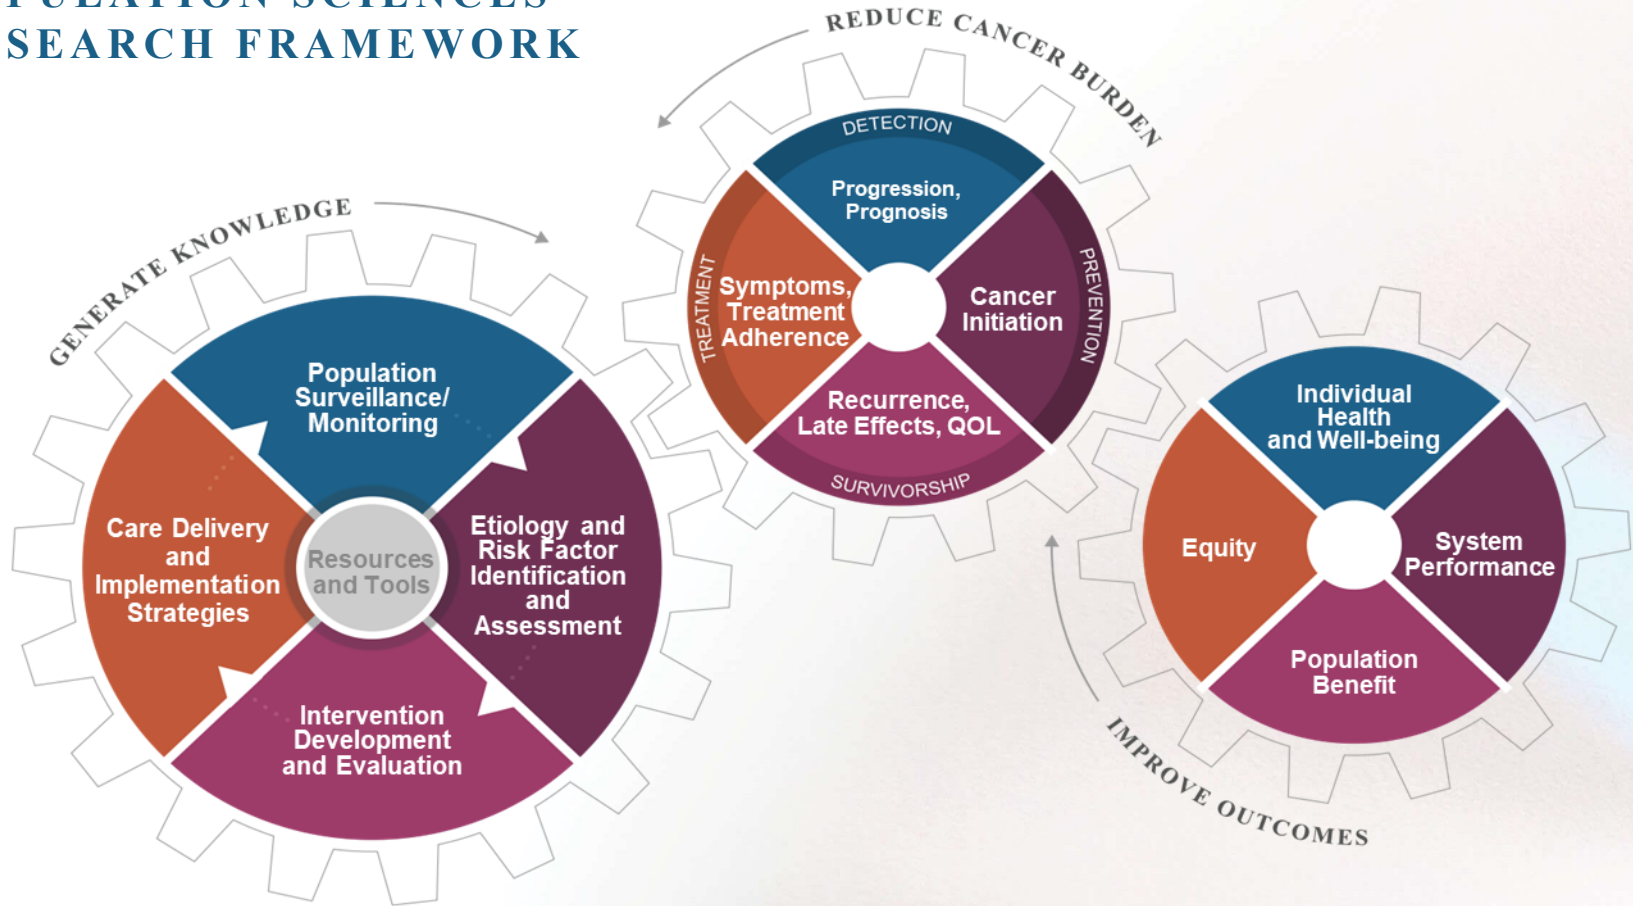 PULATION SCIENCES
SEARCH FRAMEWORK
GENERATE KNOWLEDGE
Population
Surveillance/
Monitoring
Etiology and
Risk Factor
Identification
and
Assessment
Intervention
Development
and Evaluation
Care Delivery
and
Implementation
Strategies
Resources
and Tools
REDUCE CANCER BURDEN
DETECTION
Progression,
Prognosis
PREVENTION
Cancer
Initiation
SURVIVORSHIP
Recurrence,
Late Effects, QOL
TREATMENT
Symptoms,
Treatment
Adherence
IMPROVE OUTCOMES
Individual
Health
and Well-being
System
Performance
Population
Benefit
Equity